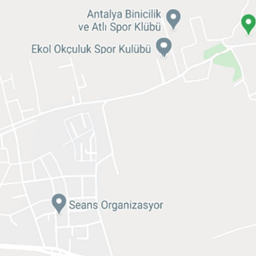 Antalya Binicilik
ve Atlı Spor Klübü
Ekol Okçuluk Spor Kulübü
Seans Organizasyor